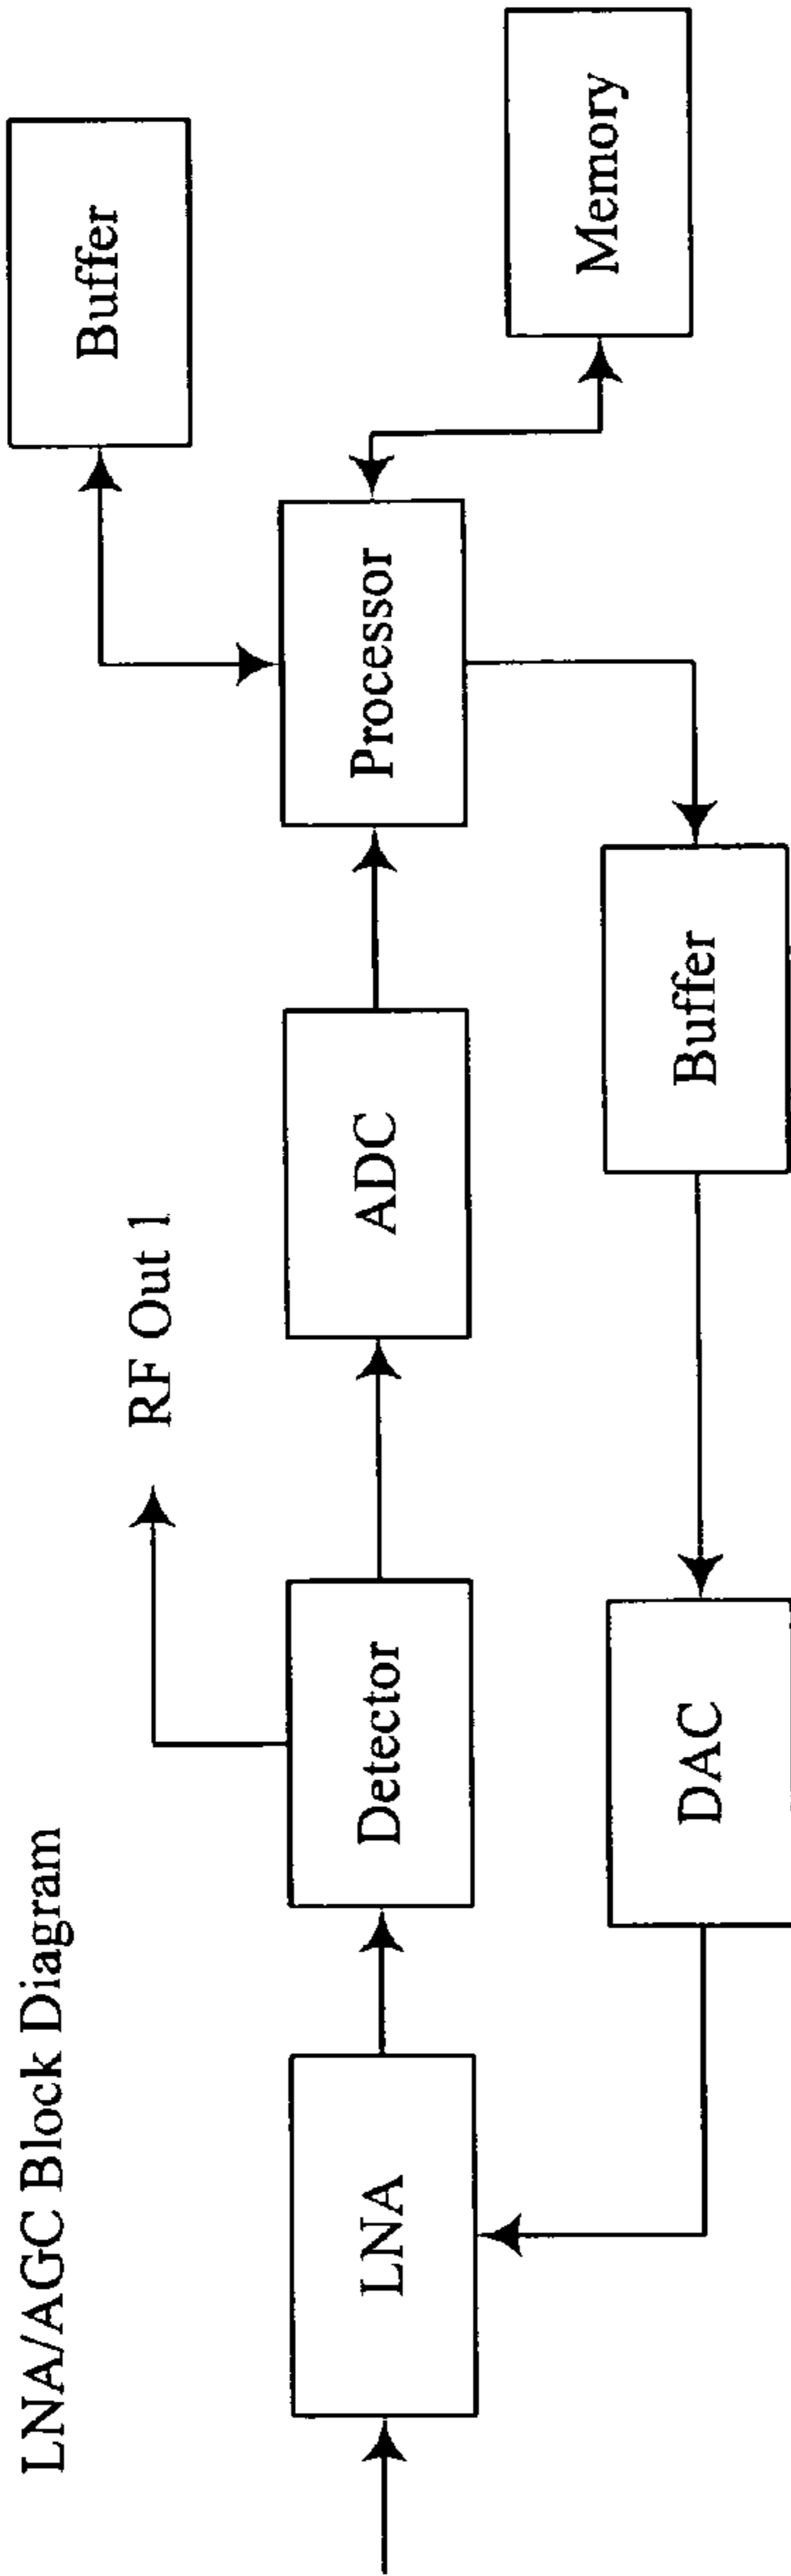 LNA/AGC Block Diagram
RF Out 1
Buffer
LNA
Detector
ADC
Processor
Memory
DAC
Buffer